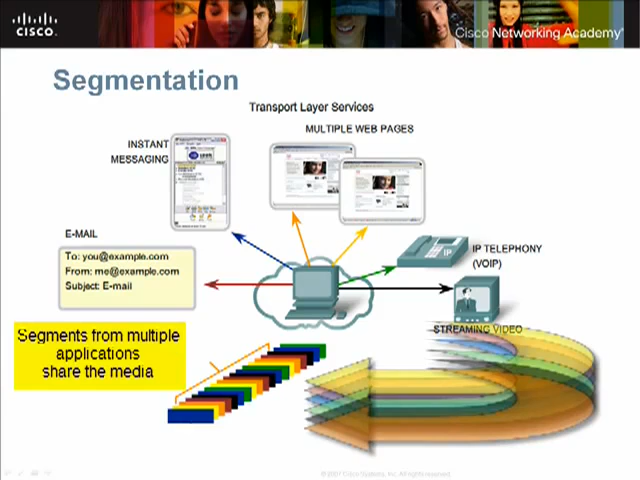 CISCO.
Cisco Networking Academy®
Segmentation
Transport Layer Services
MULTIPLE WEB PAGES
INSTANT
MESSAGING
E-MAIL
To: you@example.com
From: me@example.com
Subject: E-mail
IP
IP TELEPHONY
(VOIP)
STREAMING VIDEO
Segments from multiple
applications
share the media
© 2007 Cisco Systems, Inc. All rights reserved.